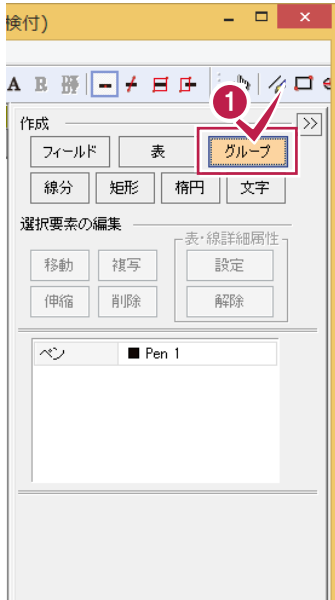 検付)
A B
1
作成
>>
フィールド 表 グループ
線分 矩形 楕円 文字
選択要素の編集
表・線詳細属性
移動 複写 設定
伸縮 削除 解除
ペン Pen 1